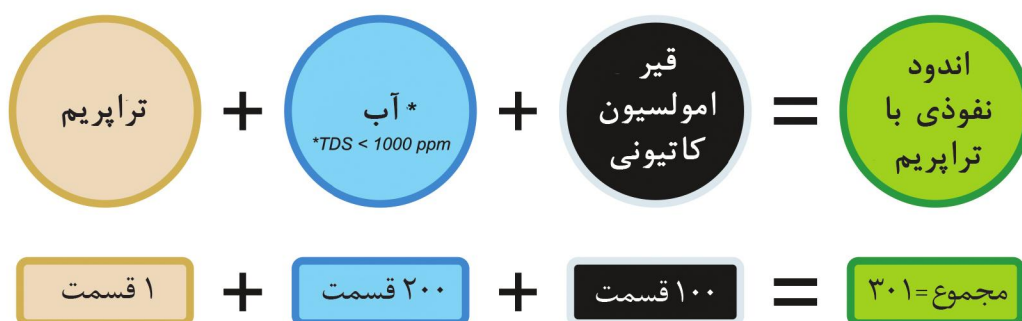 تراپریم
+
* آب
*TDS < 1000 ppm
+
قیر
امولسیون
کاتیونی
=
اندود
نفوذی با
تراپریم
۱ قسمت
+
۲۰۰ قسمت
+
۱۰۰ قسمت
=
مجموع=۳۰۱